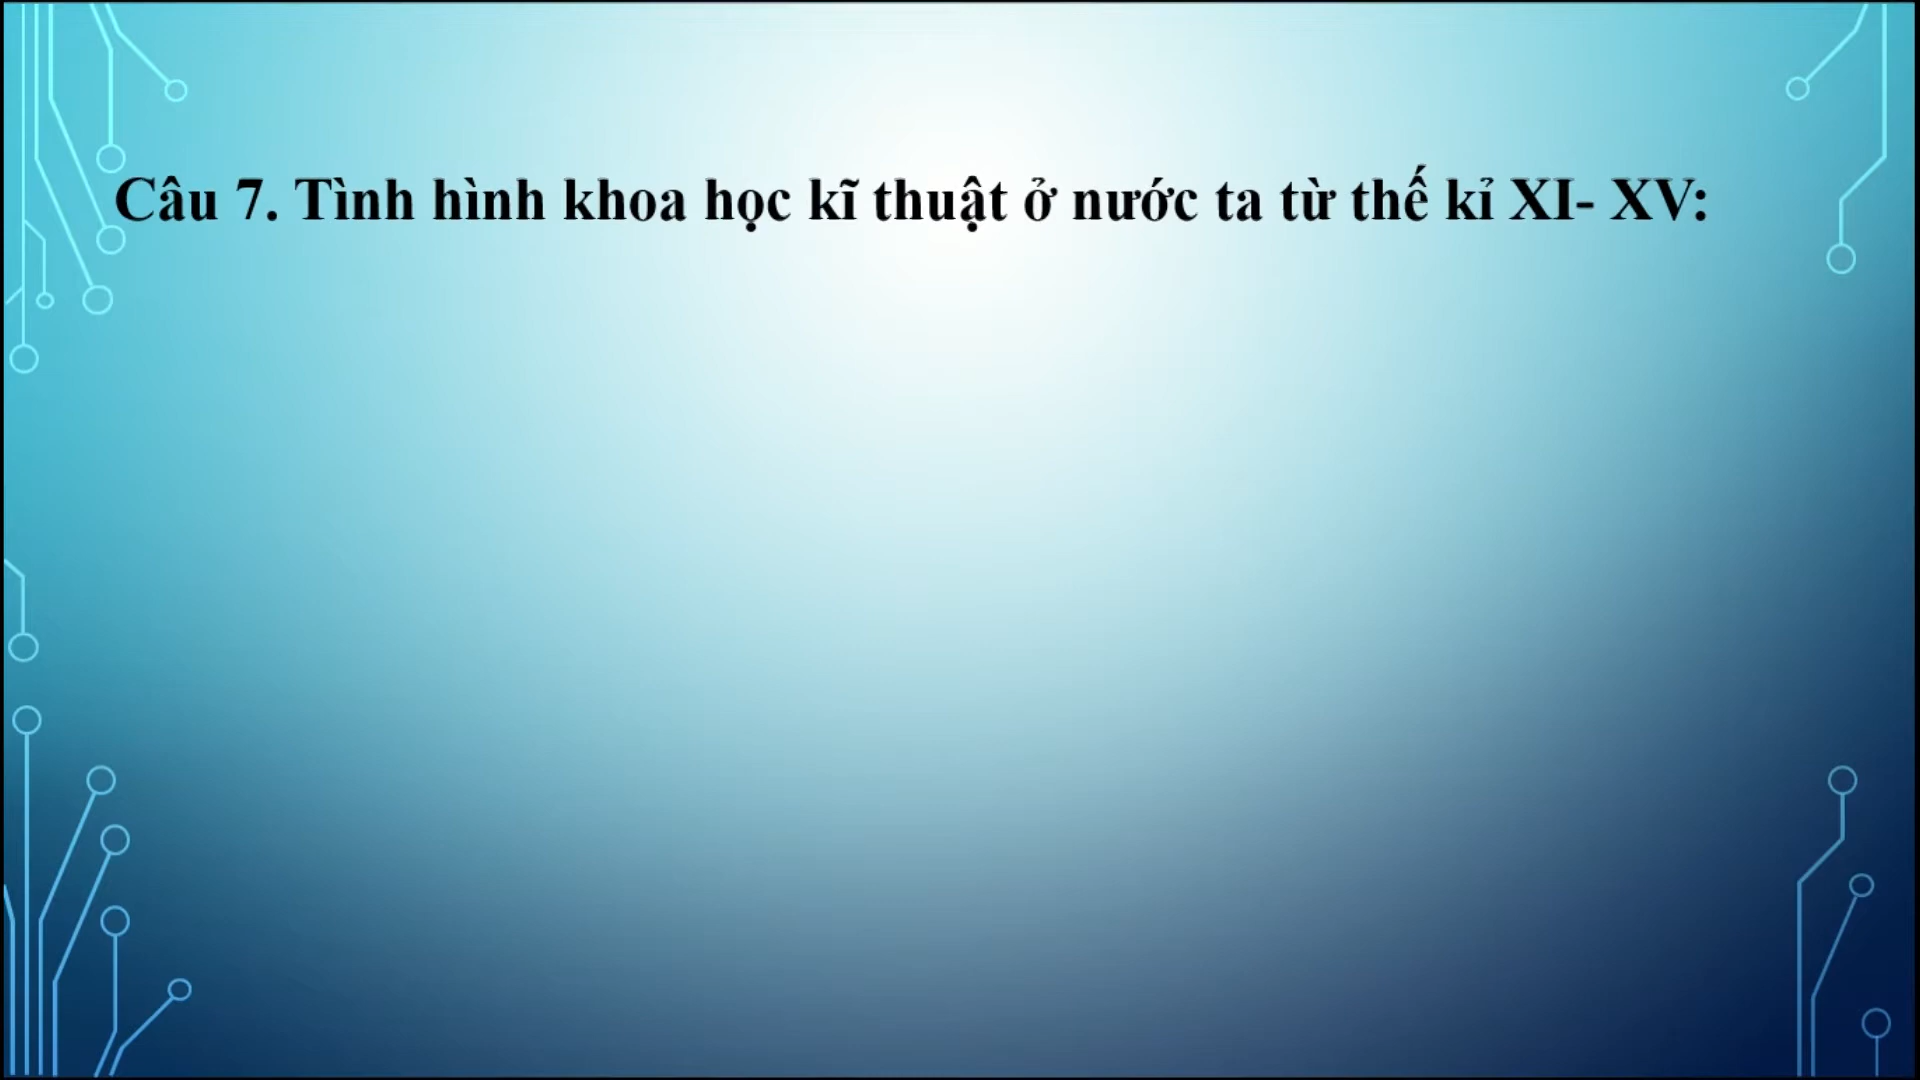 Câu 7. Tình hình khoa học kĩ thuật ở nước ta từ thế kỉ XI- XV: